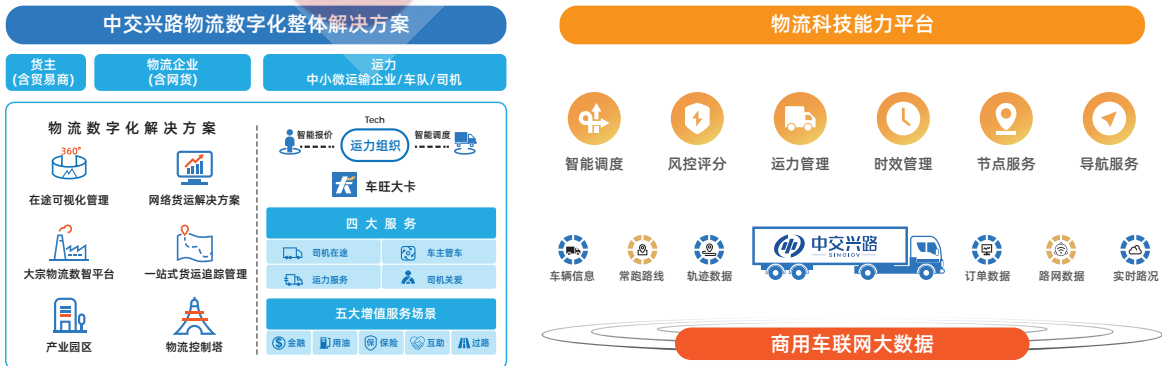 中交兴路物流数字化整体解决方案
货主
(含贸易商)
物流企业
(含网货)
运力
中小微运输企业/车队/司机
物流数字化解决方案
360°
在途可视化管理
网络货运解决方案
大宗物流数智平台
一站式货运追踪管理
产业园区
物流控制塔
Tech
智能报价
运力组织
智能调度
车旺大卡
四大服务
司机在途
车主管车
运力服务
司机关爱
五大增值服务场景
金融
用油
保
保险
互助
过路
物流科技能力平台
智能调度
风控评分
运力管理
时效管理
节点服务
导航服务
中交兴路
SINOIOV
车辆信息
常跑路线
轨迹数据
订单数据
路网数据
实时路况
商用车联网大数据